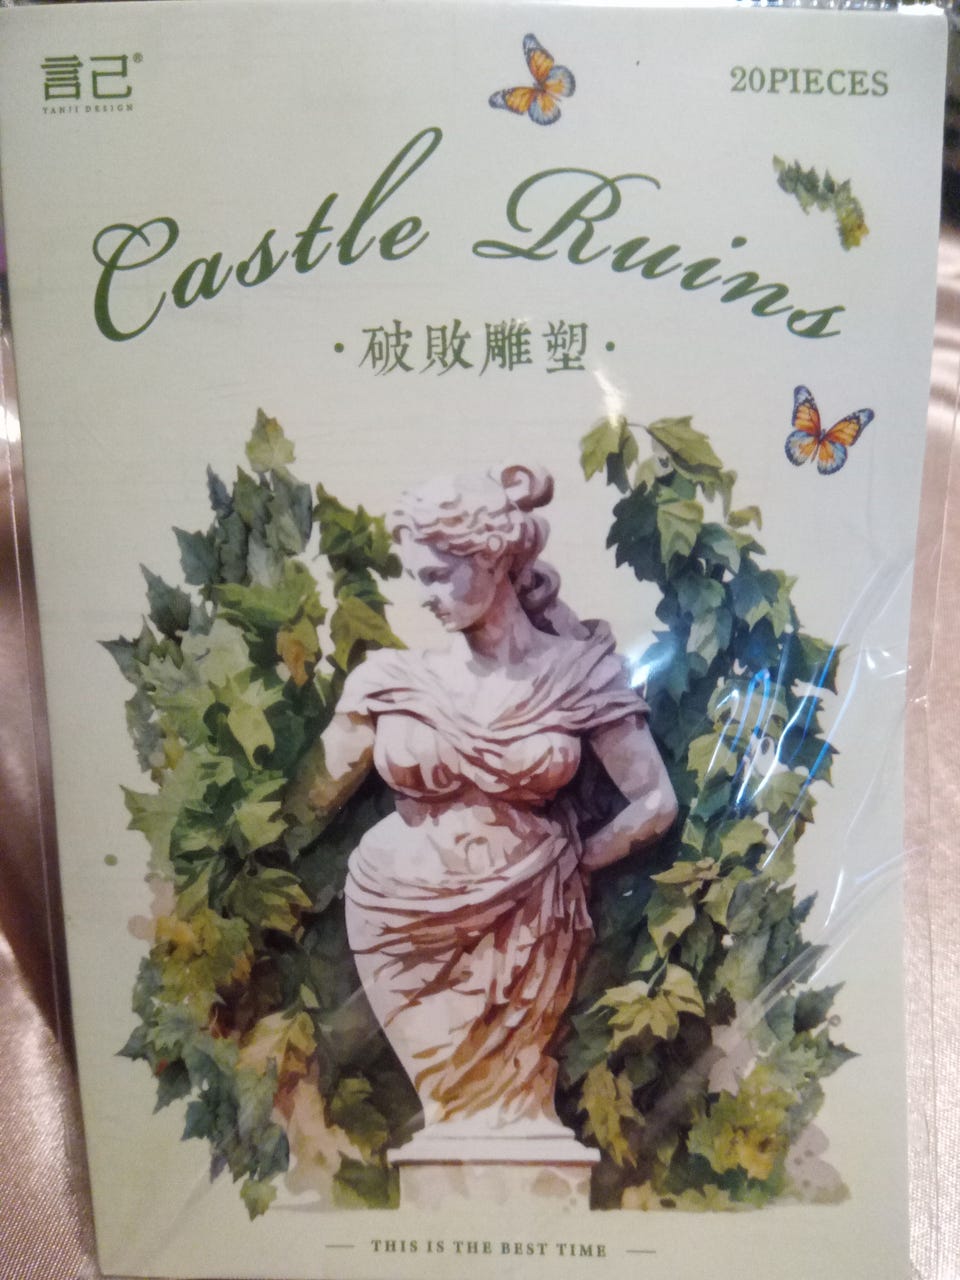 言己®
YANJI DESIGN
20PIECES
Castle Ruins
·破敗雕塑·
— THIS IS THE BEST TIME —